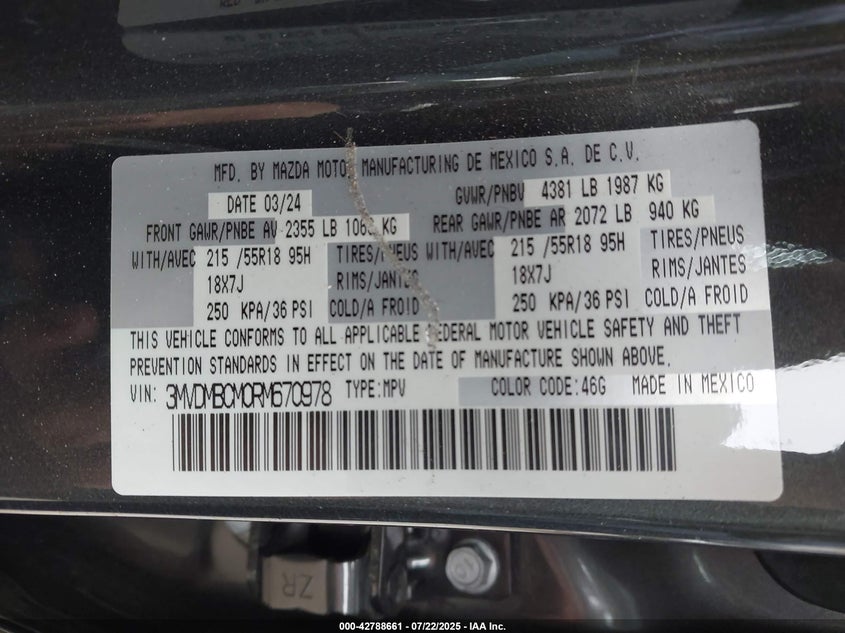 MFD. BY MAZDA MOTOR MANUFACTURING DE MEXICO S.A. DE C.V.
DATE 03/24 GVWR/PNBV 4381 LB 1987 KG
FRONT GAWR/PNBE AV 2355 LB KG REAR GAWR/PNBE AR 2072 LB 940 KG
WITH/AVEC 215 /55R18 95H TIRES/PNEUS WITH/AVEC 215 /55R18 95H TIRES/PNEUS
18X7J RIMS/JANTES 18X7J RIMS/JANTES
250 KPA/36 PSI COLD/A FROID 250 KPA/36 PSI COLD/A FROID
THIS VEHICLE CONFORMS TO ALL APPLICABLE FEDERAL MOTOR VEHICLE SAFETY AND THEFT
PREVENTION STANDARDS IN EFFECT ON THE DATE OF MANUFACTURE SHOWN ABOVE.
VIN: 3MVDMBCM0RM670978 TYPE:MPV COLOR CODE:46G MADE IN MEXICO
ZR
000-42788661 - 07/22/2025 - IAA Inc.